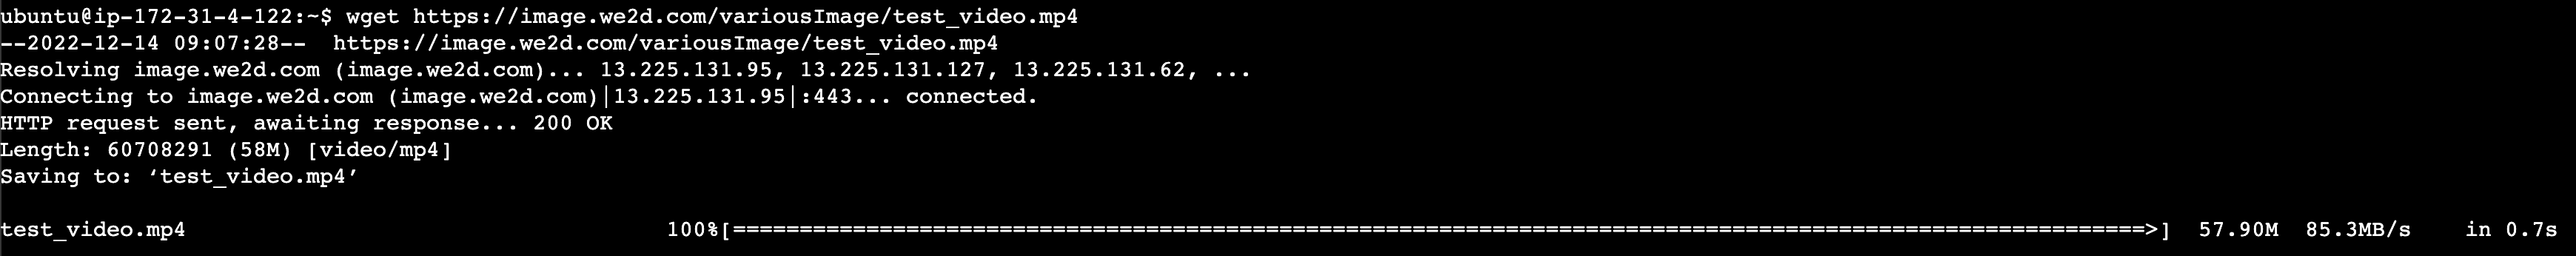 ubuntu@ip-172-31-4-122:~$ wget https://image.we2d.com/variousImage/test_video.mp4
--2022-12-14 09:07:28--  https://image.we2d.com/variousImage/test_video.mp4
Resolving image.we2d.com (image.we2d.com)... 13.225.131.95, 13.225.131.127, 13.225.131.62, ...
Connecting to image.we2d.com (image.we2d.com)|13.225.131.95|:443... connected.
HTTP request sent, awaiting response... 200 OK
Length: 60708291 (58M) [video/mp4]
Saving to: ‘test_video.mp4’
test_video.mp4 100%[==========================================================================================================>] 57.90M 85.3MB/s in 0.7s